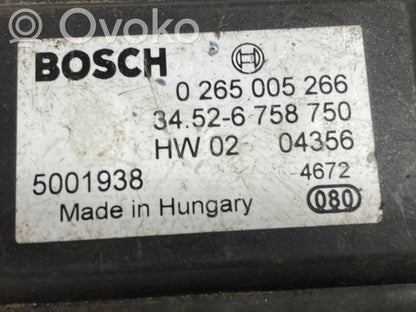 Ovoko
BOSCH
0 265 005 266
34.52-6 758 750
HW 02 04356
5001938 4672
Made in Hungary 080